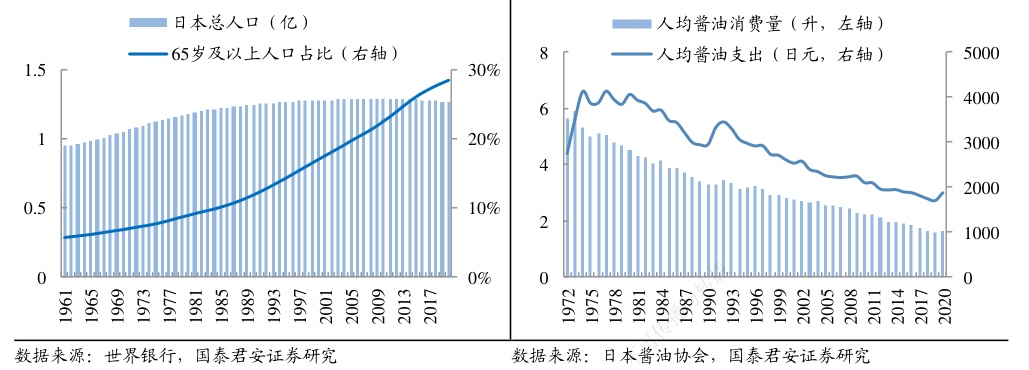 日本总人口（亿）
65岁及以上人口占比（右轴）
1.5
1
0.5
0
30%
20%
10%
0%
1961 1965 1969 1973 1977 1981 1985 1989 1993 1997 2001 2005 2009 2013 2017
数据来源：世界银行，国泰君安证券研究
人均酱油消费量（升，左轴）
人均酱油支出（日元，右轴）
8
6
4
2
0
5000
4000
3000
2000
1000
0
1972 1975 1978 1981 1984 1987 1990 1993 1996 1999 2002 2005 2008 2011 2014 2017 2020
数据来源：日本酱油协会，国泰君安证券研究